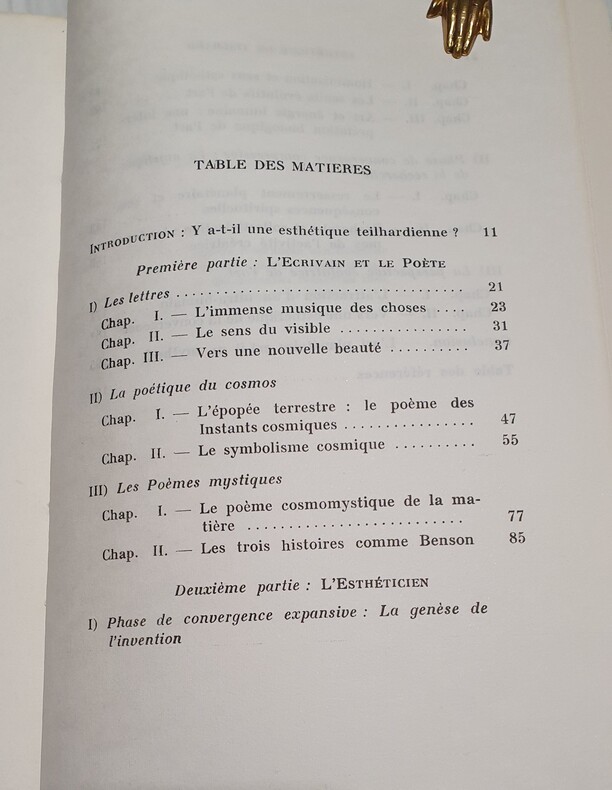 TABLE DES MATIERES
INTRODUCTION : Y a-t-il une esthétique teilhardienne ? 11
Première partie : L'ECRIVAIN ET LE POÈTE
I) Les lettres .................................... 21
Chap. I. — L'immense musique des choses .... 23
Chap. II. — Le sens du visible ................ 31
Chap. III. — Vers une nouvelle beauté .......... 37
II) La poétique du cosmos
Chap. I. — L'épopée terrestre : le poème des
Instants cosmiques ................ 47
Chap. II. — Le symbolisme cosmique .......... 55
III) Les Poèmes mystiques
Chap. I. — Le poème cosmomystique de la ma-
tière .......................... 77
Chap. II. — Les trois histoires comme Benson 85
Deuxième partie : L'ESTHÉTICIEN
I) Phase de convergence expansive : La genèse de
l'invention